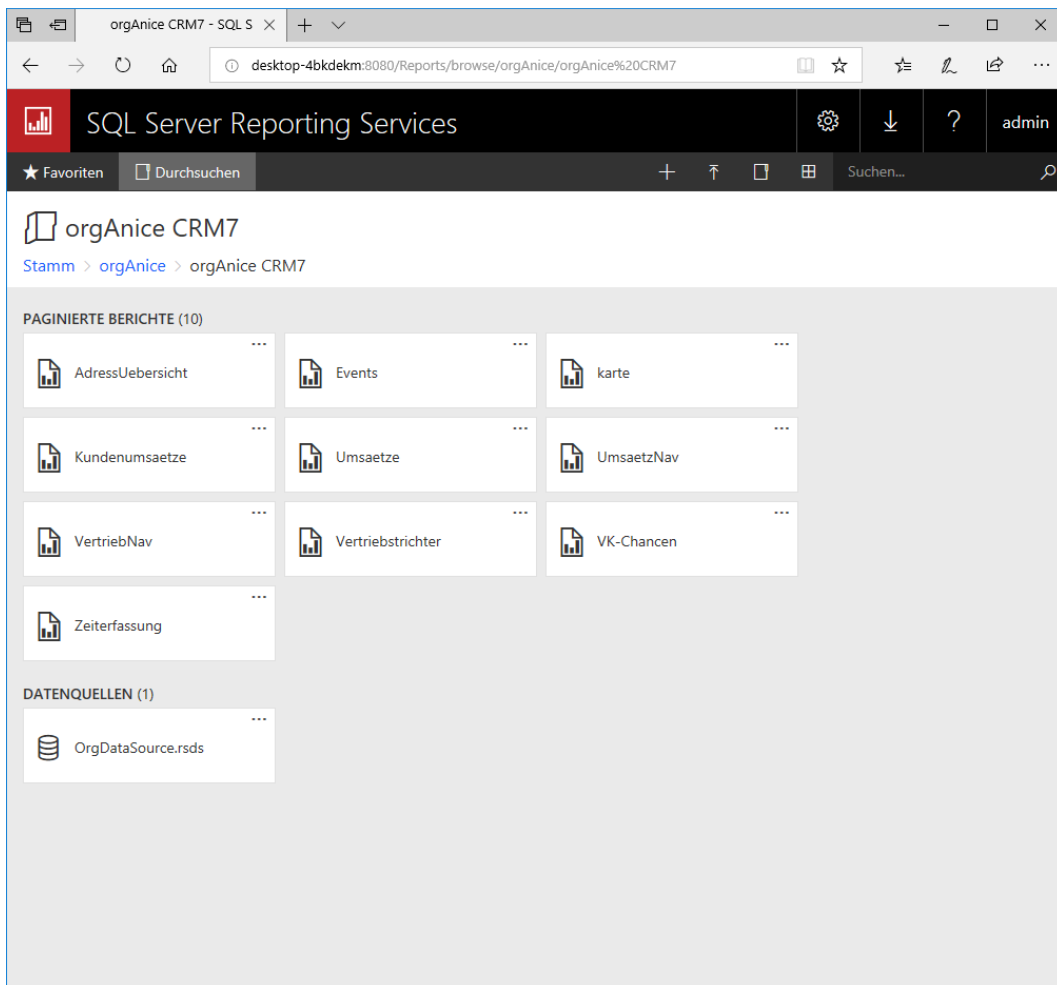 orgAnice CRM7 - SQL S
desktop-4bkdekm:8080/Reports/browse/orgAnice/orgAnice%20CRM7
SQL Server Reporting Services
? admin
Favoriten Durchsuchen Suchen...
orgAnice CRM7
Stamm > orgAnice > orgAnice CRM7
PAGINIERTE BERICHTE (10)
AdressUebersicht Events karte
Kundenumsaetze Umsaetze UmsaetzNav
VertriebNav Vertriebstrichter VK-Chancen
Zeiterfassung
DATENQUELLEN (1)
OrgDataSource.rsds